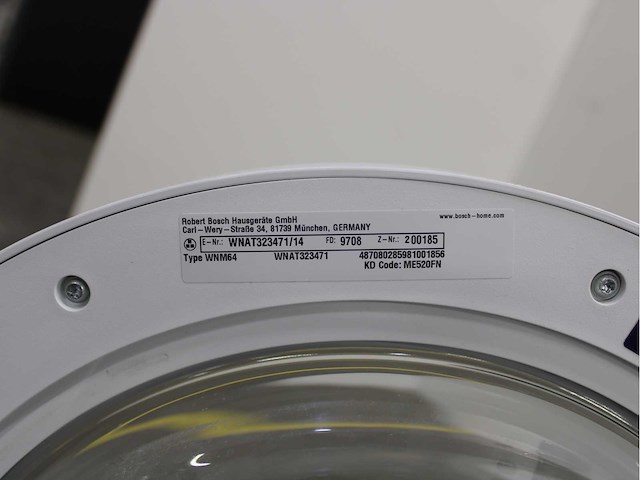 Robert Bosch Hausgeräte GmbH www.bosch-home.com
Carl-Wery-Straße 34, 81739 München, GERMANY
E-Nr.: WNAT323471/14 FD: 9708 Z-Nr.: 200185
Type WNM64 WNAT323471 487080285981001856
KD Code: ME520FN